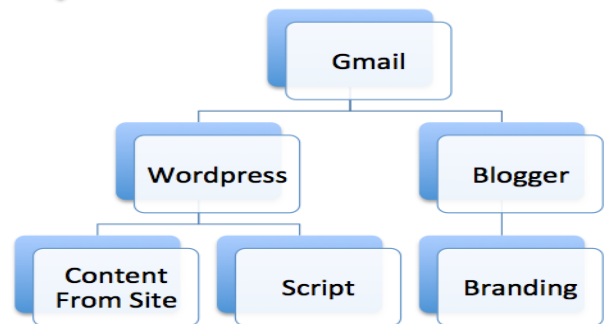 Gmail
Wordpress
Blogger
Content
From Site
Script
Branding